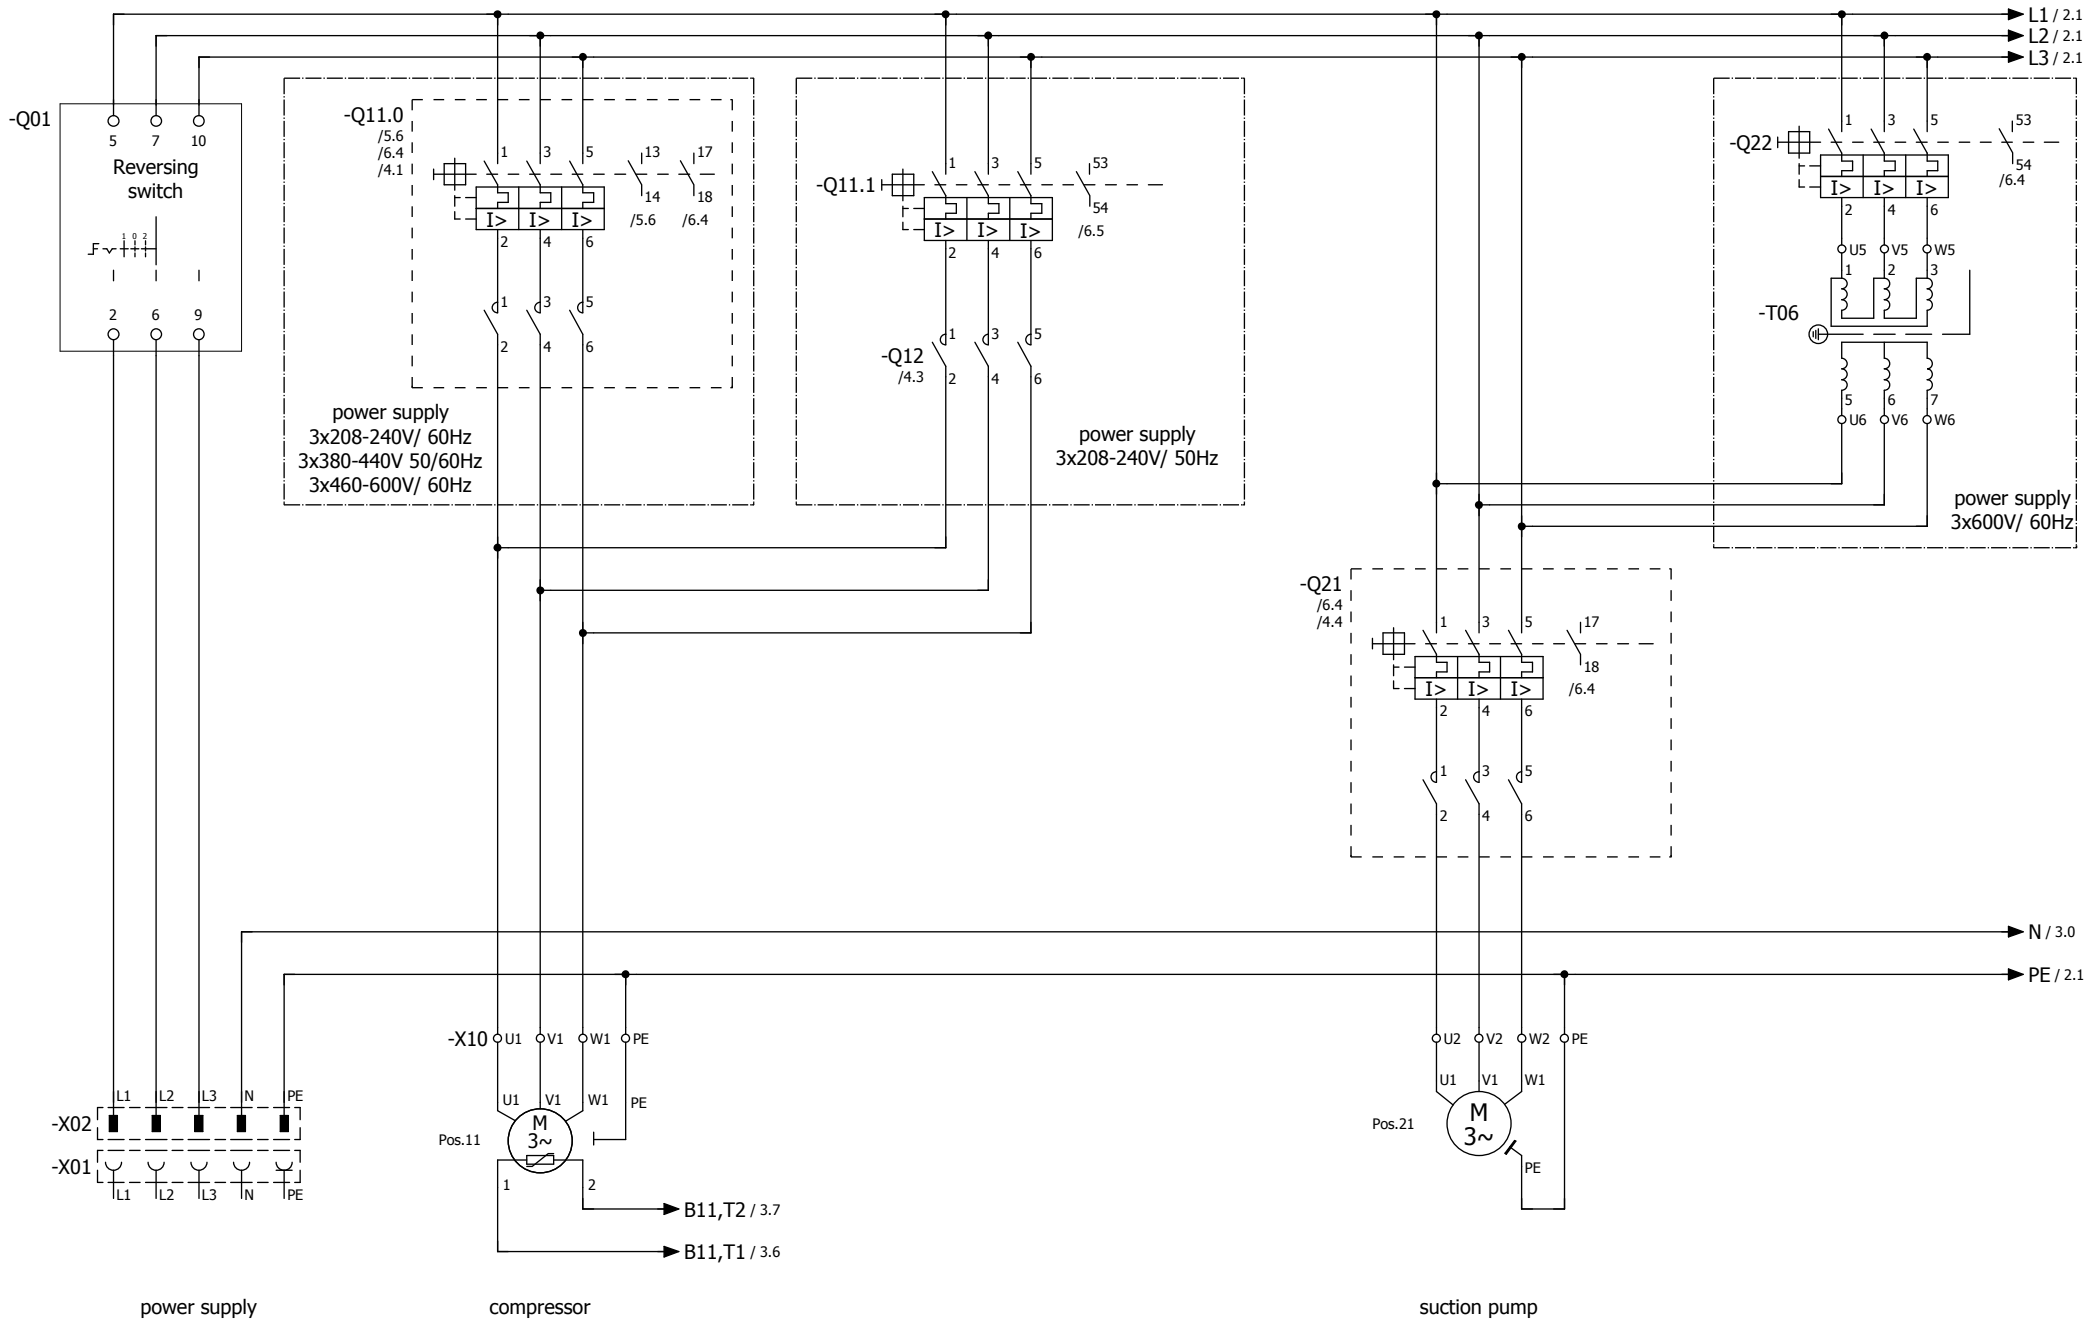 L1 / 2.1
L2 / 2.1
L3 / 2.1
-Q01
5 7 10
Reversing
switch
1 0 2
2 6 9
-Q11.0
/5.6
/6.4
/4.1
1 3 5 13 17
14 18
I> I> I>
/5.6 /6.4
2 4 6
1 3 5
2 4 6
power supply
3x208-240V/ 60Hz
3x380-440V 50/60Hz
3x460-600V/ 60Hz
-Q11.1
1 3 5 53
54
I> I> I>
/6.5
2 4 6
-Q12
/4.3
1 3 5
2 4 6
power supply
3x208-240V/ 50Hz
-Q22
1 3 5 53
54
/6.4
I> I> I>
2 4 6
U5 V5 W5
1 2 3
-T06
5 6 7
U6 V6 W6
power supply
3x600V/ 60Hz
-Q21
/6.4
/4.4
1 3 5 17
18
I> I> I>
/6.4
2 4 6
1 3 5
2 4 6
N / 3.0
PE / 2.1
-X10 U1 V1 W1 PE
U1 V1 W1 PE
Pos.11
M
3~
1 2
B11,T2 / 3.7
B11,T1 / 3.6
U2 V2 W2 PE
U1 V1 W1
Pos.21
M
3~
PE
L1 L2 L3 N PE
-X02
-X01
L1 L2 L3 N PE
power supply
compressor
suction pump